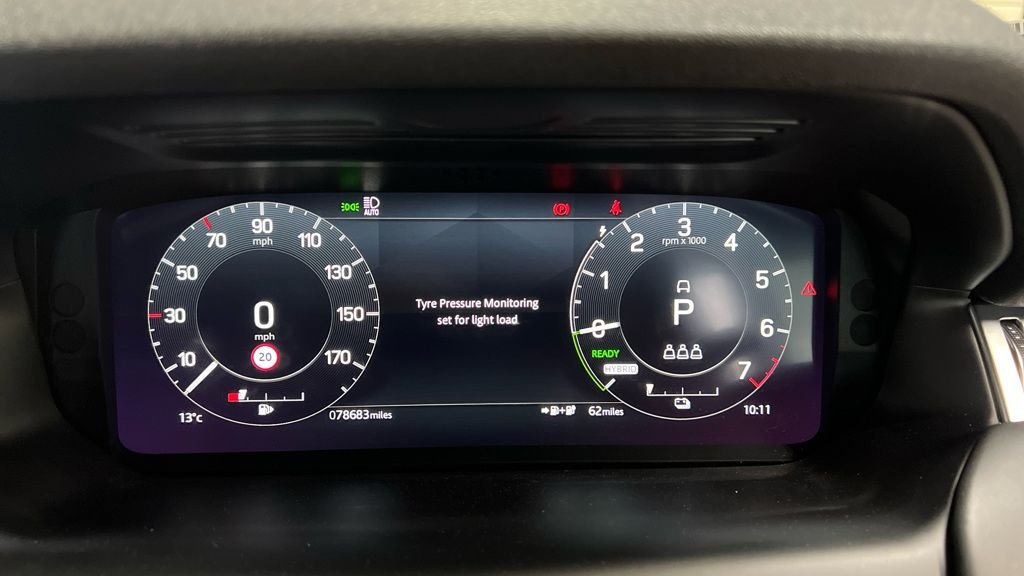 AUTO
(P)
90
mph
70
110
50
130
30
150
10
170
0
mph
20
13°c
078683miles
Tyre Pressure Monitoring
set for light load
3
rpm x 1000
2
4
1
5
0
6
7
P
READY
HYBRID
62miles
10:11